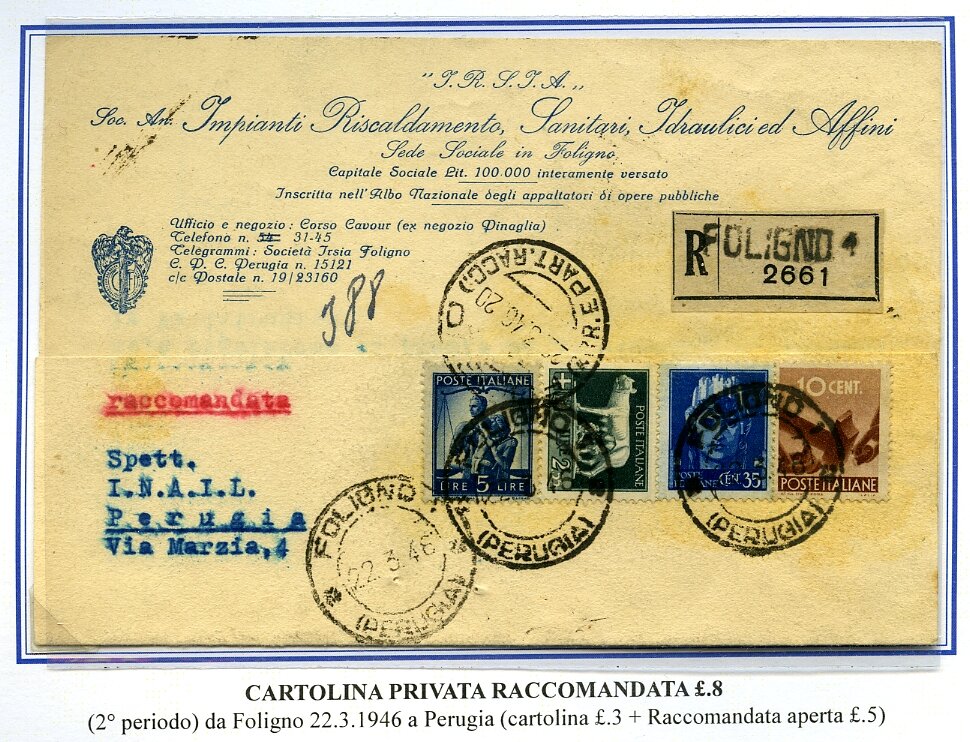 "I.R.S.I.A."
Soc. An. Impianti Riscaldamento, Sanitari, Idraulici ed Affini
Sede Sociale in Foligno
Capitale Sociale Lit. 100.000 interamente versato
Inscritta nell'Albo Nazionale degli appaltatori di opere pubbliche
Ufficio e negozio: Corso Cavour (ex negozio Pinaglia)
Telefono n. 31-45
Telegrammi: Società Irsia Foligno
C. P. C. Perugia n. 15121
c/c Postale n. 19/23160
R FOLIGNO 4
2661
388
raccomandata
Spett.
I.N.A.I.L.
Perugia
Via Marzia,4
POSTE ITALIANE
LIRE 5 LIRE
POSTE ITALIANE
POSTE ITALIANE
CENT. 35
10 CENT.
POSTE ITALIANE
FOLIGNO
22.3.46
(PERUGIA)
FOLIGNO
(PERUGIA)
FOLIGNO
(PERUGIA)
CARTOLINA PRIVATA RACCOMANDATA £.8
(2° periodo) da Foligno 22.3.1946 a Perugia (cartolina £.3 + Raccomandata aperta £.5)